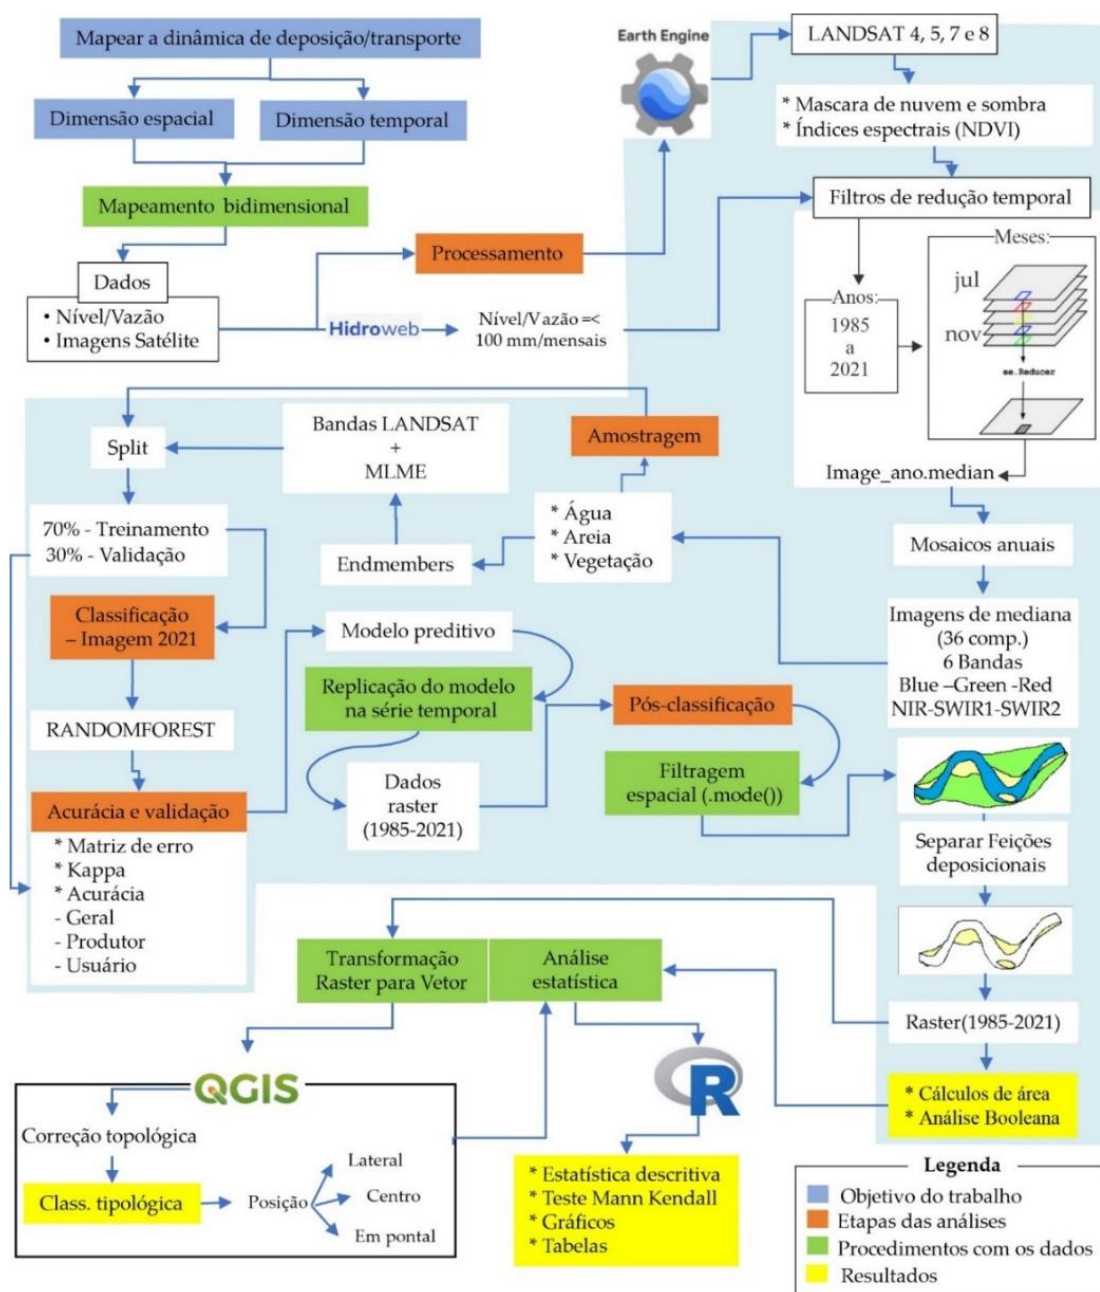 Mapear a dinâmica de deposição/transporte
Dimensão espacial
Dimensão temporal
Mapeamento bidimensional
Dados
• Nível/Vazão
• Imagens Satélite
Processamento
Hidroweb
Nível/Vazão =<
100 mm/mensais
Earth Engine
LANDSAT 4, 5, 7 e 8
* Mascara de nuvem e sombra
* Índices espectrais (NDVI)
Filtros de redução temporal
Anos:
1985
a
2021
Meses:
jul
nov
ee.Reducer
Image_ano.median
Mosaicos anuais
Imagens de mediana
(36 comp.)
6 Bandas
Blue –Green -Red
NIR-SWIR1-SWIR2
Amostragem
* Água
* Areia
* Vegetação
Endmembers
Bandas LANDSAT
+
MLME
Split
70% - Treinamento
30% - Validação
Classificação
– Imagem 2021
RANDOMFOREST
Acurácia e validação
* Matriz de erro
* Kappa
* Acurácia
- Geral
- Produtor
- Usuário
Modelo preditivo
Replicação do modelo
na série temporal
Dados
raster
(1985-2021)
Pós-classificação
Filtragem
espacial (.mode())
Separar Feições
deposicionais
Raster(1985-2021)
* Cálculos de área
* Análise Booleana
Transformação
Raster para Vetor
Análise
estatística
QGIS
Correção topológica
Class. tipológica
Posição
Lateral
Centro
Em pontal
R
* Estatística descritiva
* Teste Mann Kendall
* Gráficos
* Tabelas
Legenda
Objetivo do trabalho
Etapas das análises
Procedimentos com os dados
Resultados